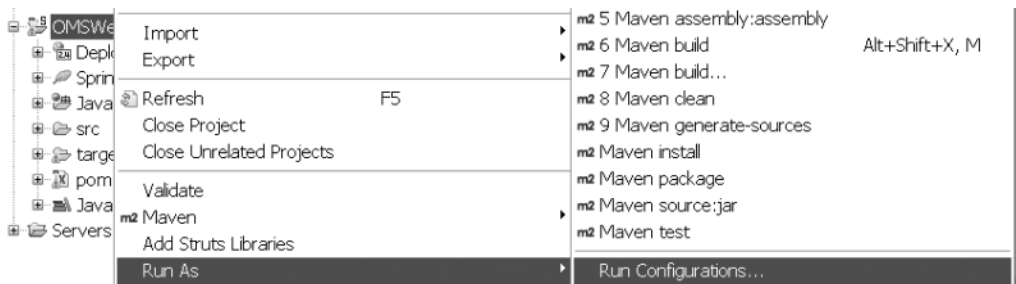 OMSWe
Deplo
Sprin
Java
src
targe
pom
Java
Servers
Import
Export
Refresh F5
Close Project
Close Unrelated Projects
Validate
m2 Maven
Add Struts Libraries
Run As
m2 5 Maven assembly:assembly
m2 6 Maven build Alt+Shift+X, M
m2 7 Maven build...
m2 8 Maven clean
m2 9 Maven generate-sources
m2 Maven install
m2 Maven package
m2 Maven source:jar
m2 Maven test
Run Configurations...